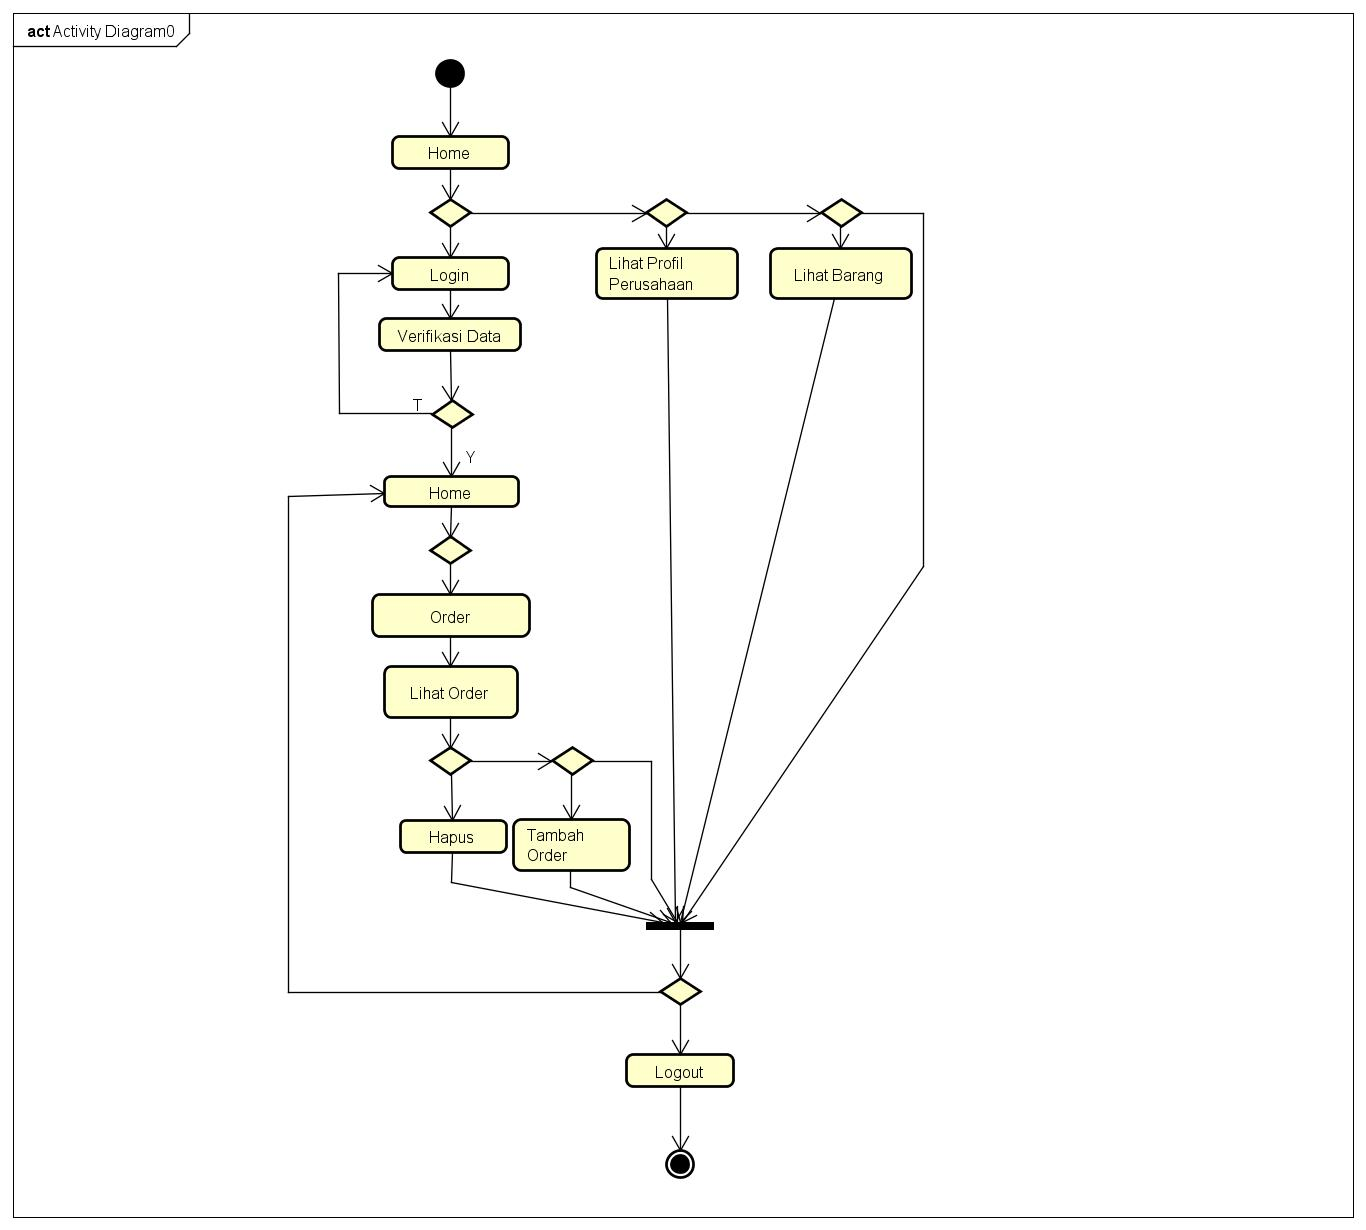 act Activity Diagram0
Home
Login
Lihat Profil
Perusahaan
Lihat Barang
Verifikasi Data
T
Y
Home
Order
Lihat Order
Hapus
Tambah
Order
Logout